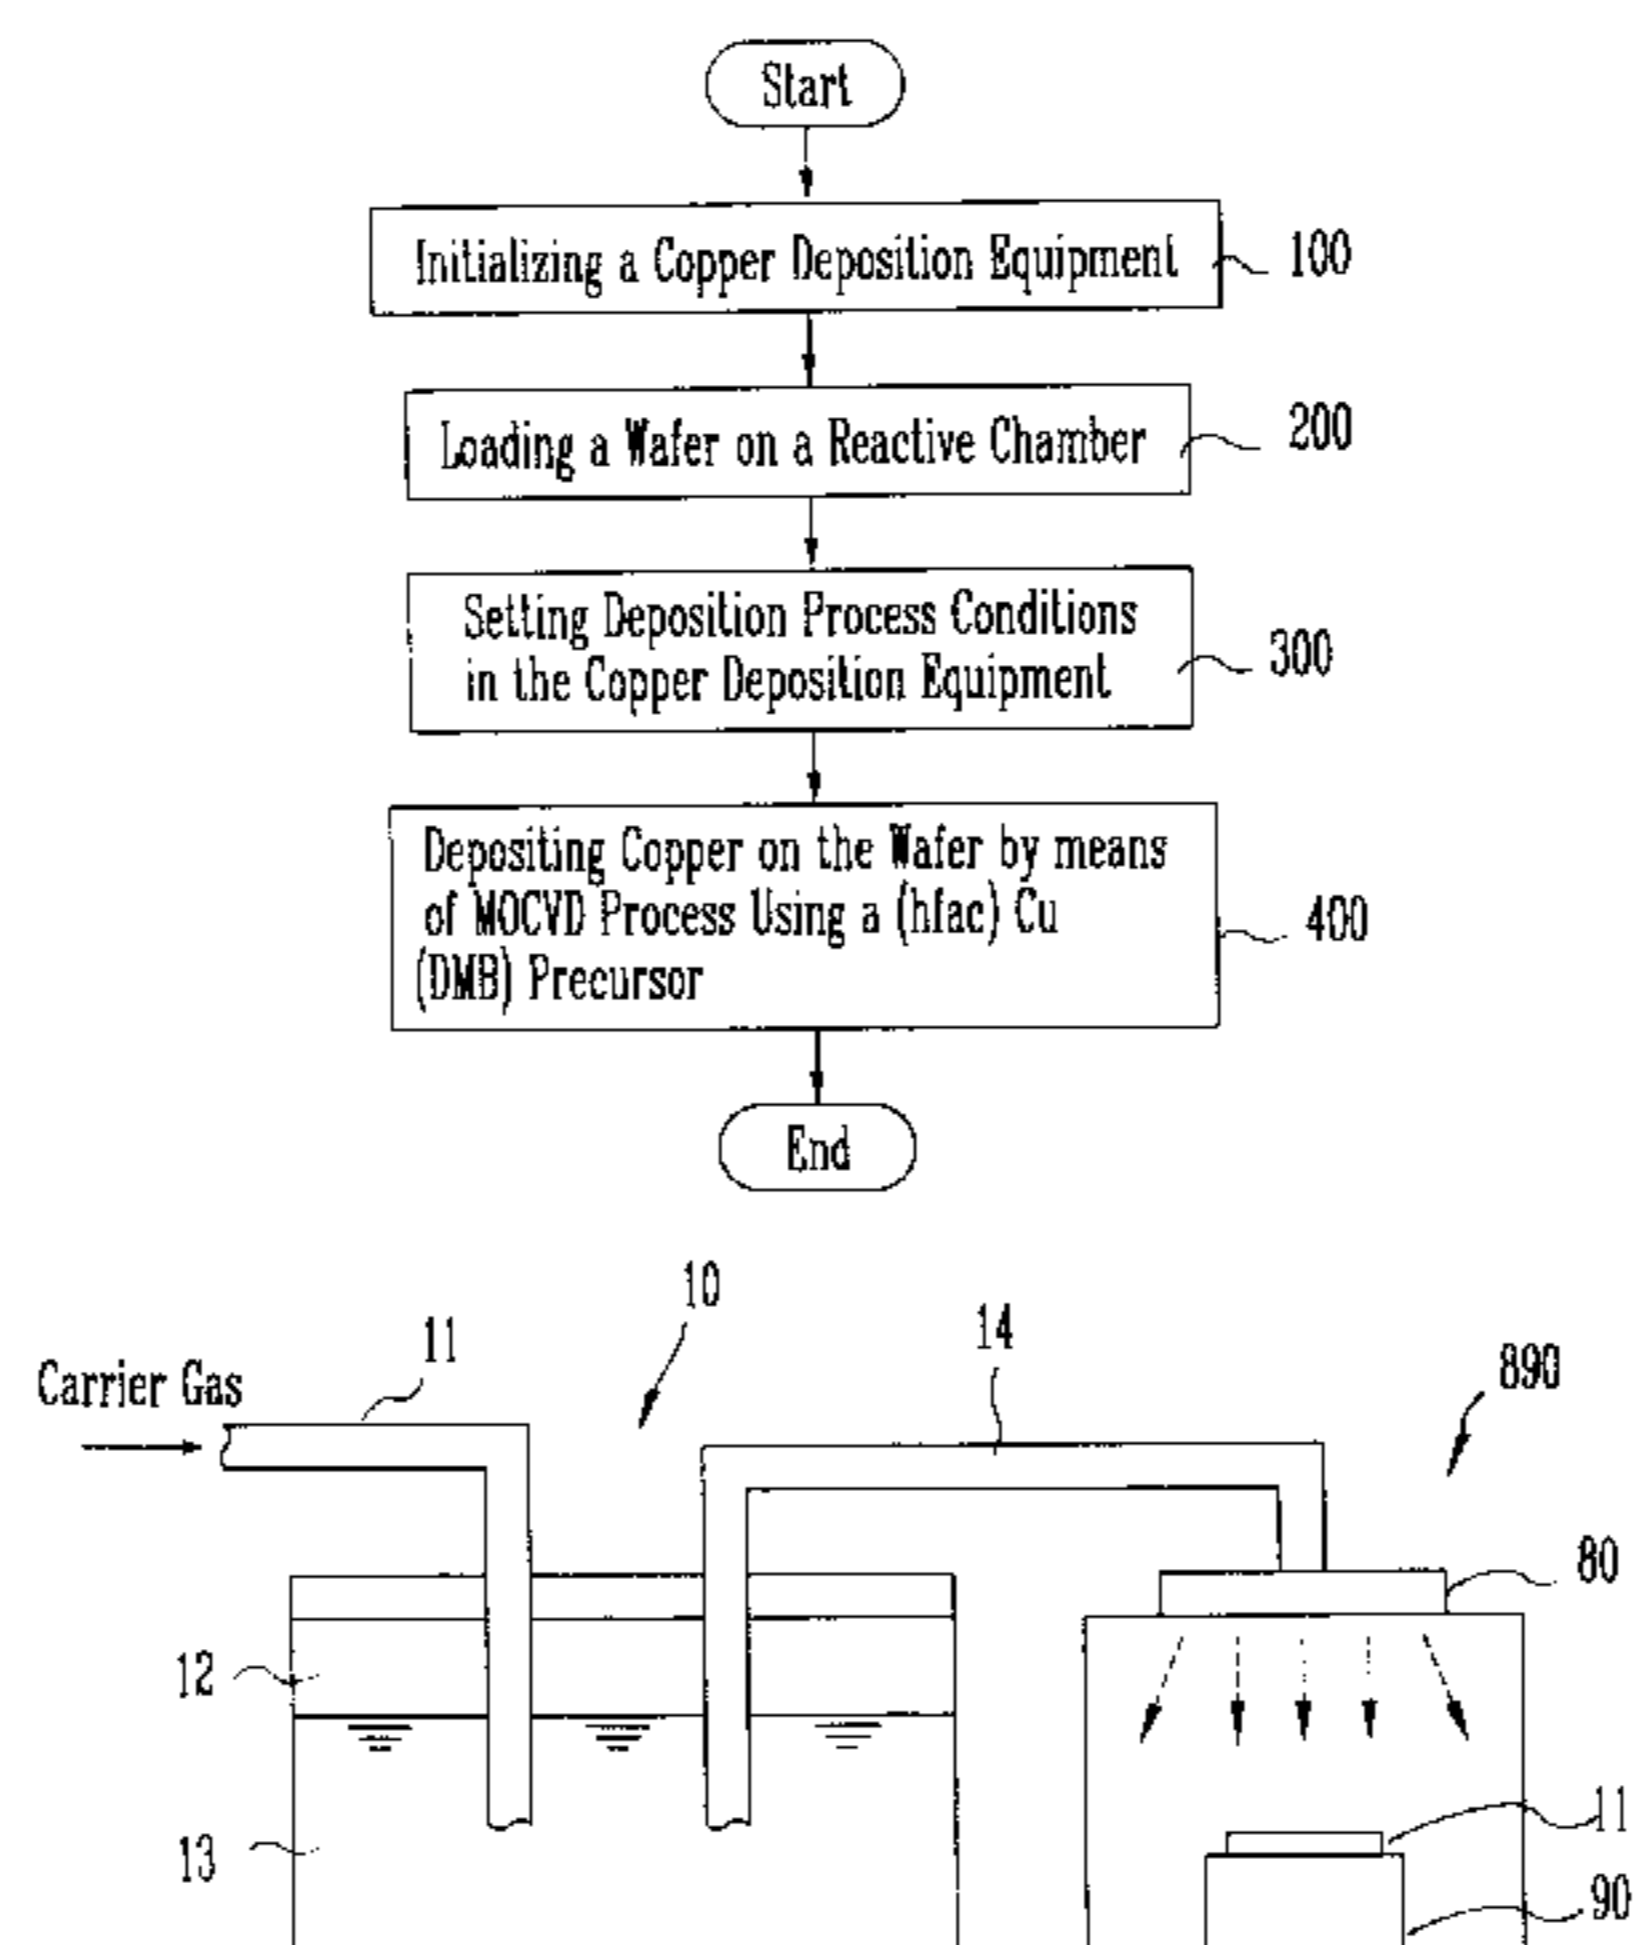 Start
Initializing a Copper Deposition Equipment
100
Loading a Wafer on a Reactive Chamber
200
Setting Deposition Process Conditions
in the Copper Deposition Equipment
300
Depositing Copper on the Wafer by means
of MOCVD Process Using a (hfac) Cu
(DMB) Precursor
400
End
10
11
14
890
Carrier Gas
80
12
11
13
90